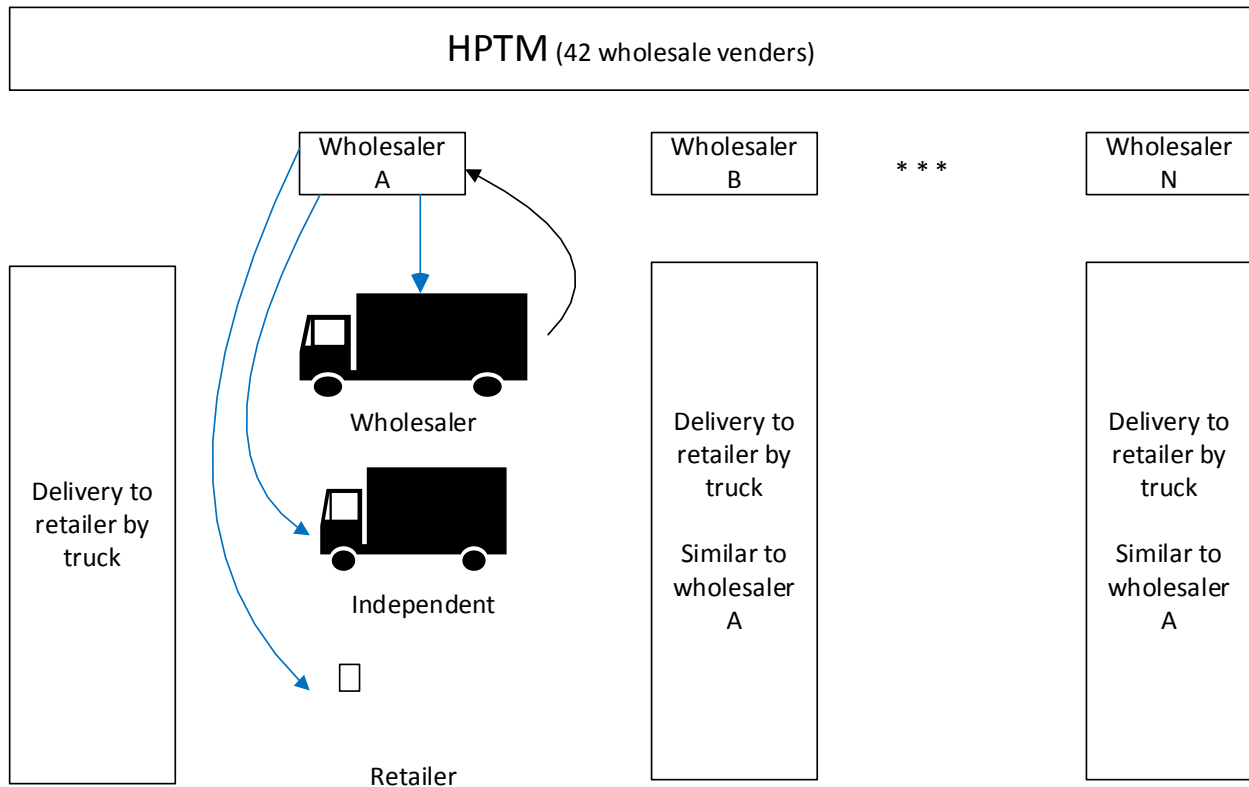 HPTM (42 wholesale venders)
Wholesaler
A
Wholesaler
B
* * *
Wholesaler
N
Delivery to
retailer by
truck
Wholesaler
Independent
Retailer
Delivery to
retailer by
truck
Similar to
wholesaler
A
Delivery to
retailer by
truck
Similar to
wholesaler
A